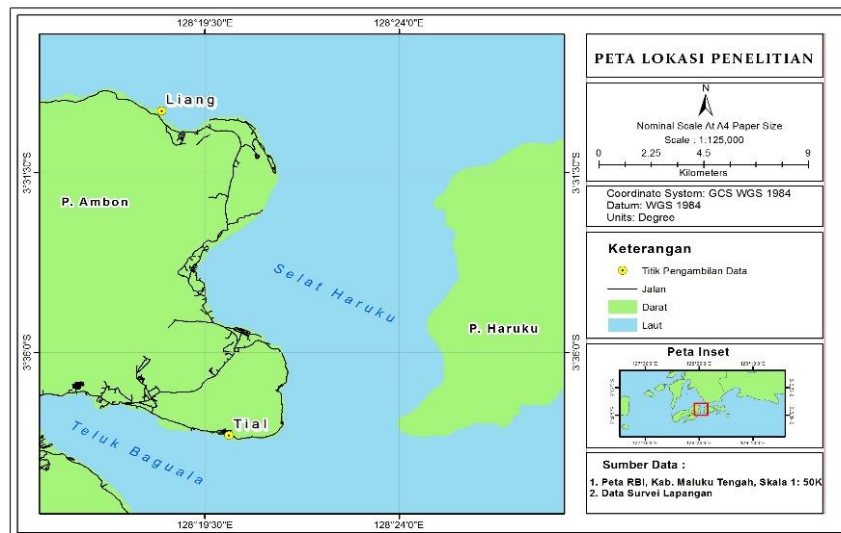 128°19'30"E
128°24'0"E
Liang
P. Ambon
3°31'30"S
3°31'30"S
Selat Haruku
P. Haruku
3°36'0"S
3°36'0"S
Tial
Teluk Baguala
128°19'30"E
128°24'0"E
PETA LOKASI PENELITIAN
N
Nominal Scale At A4 Paper Size
Scale : 1:125,000
0 2.25 4.5 9
Kilometers
Coordinate System: GCS WGS 1984
Datum: WGS 1984
Units: Degree
Keterangan
Titik Pengambilan Data
Jalan
Darat
Laut
Peta Inset
Sumber Data :
1. Peta RBI, Kab. Maluku Tengah, Skala 1: 50K
2. Data Survei Lapangan